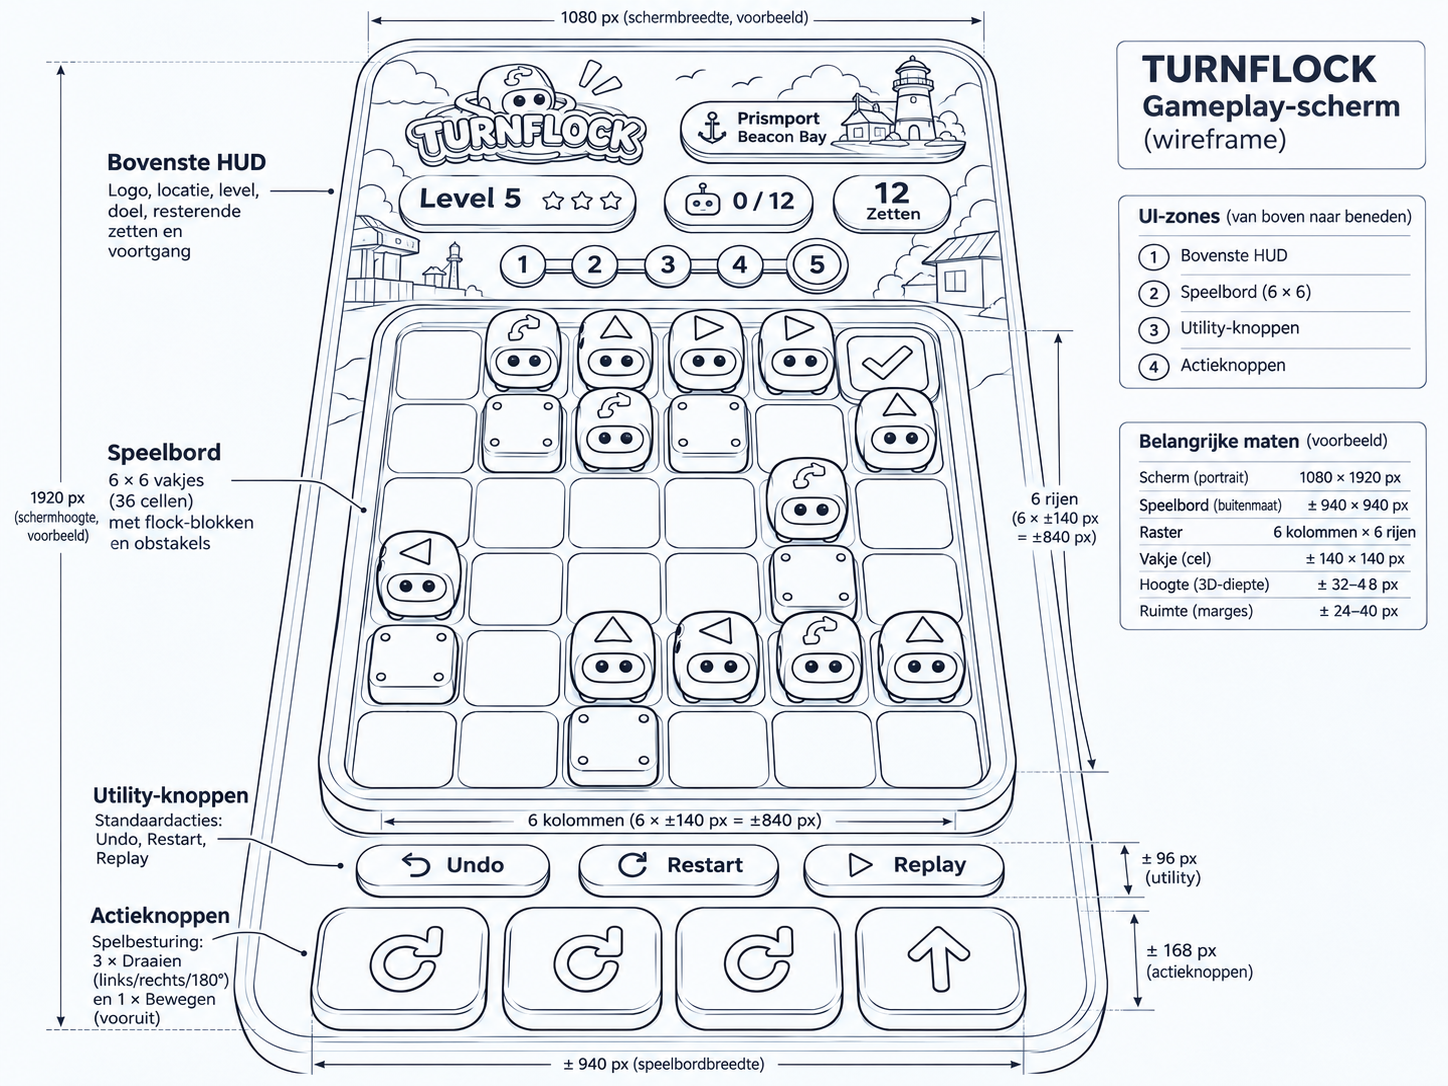 1080 px (schermbreedte, voorbeeld)
TURNFLOCK
Prismport
Beacon Bay
Level 5
0 / 12
12
Zetten
1 2 3 4 5
Bovenste HUD
Logo, locatie, level,
doel, resterende
zetten en
voortgang
1920 px
(schermhoogte,
voorbeeld)
Speelbord
6 × 6 vakjes
(36 cellen)
met flock-blokken
en obstakels
6 rijen
(6 × ±140 px
= ±840 px)
6 kolommen (6 × ±140 px = ±840 px)
Utility-knoppen
Standaardacties:
Undo, Restart,
Replay
Undo
Restart
Replay
± 96 px
(utility)
Actieknoppen
Spelbesturing:
3 × Draaien
(links/rechts/180°)
en 1 × Bewegen
(vooruit)
± 168 px
(actieknoppen)
± 940 px (speelbordbreedte)
TURNFLOCK
Gameplay-scherm
(wireframe)
UI-zones (van boven naar beneden)
1 Bovenste HUD
2 Speelbord (6 × 6)
3 Utility-knoppen
4 Actieknoppen
Belangrijke maten (voorbeeld)
Scherm (portrait) 1080 × 1920 px
Speelbord (buitenmaat) ± 940 × 940 px
Raster 6 kolommen × 6 rijen
Vakje (cel) ± 140 × 140 px
Hoogte (3D-diepte) ± 32–48 px
Ruimte (marges) ± 24–40 px